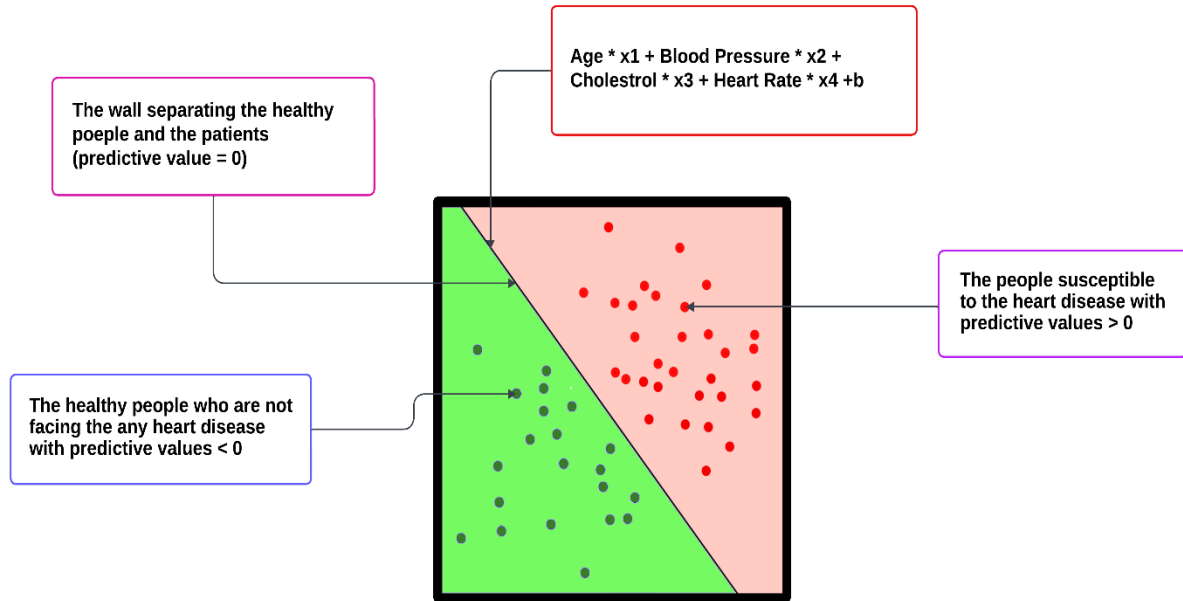 Age * x1 + Blood Pressure * x2 +
Cholestrol * x3 + Heart Rate * x4 +b
The wall separating the healthy
poeple and the patients
(predictive value = 0)
The people susceptible
to the heart disease with
predictive values > 0
The healthy people who are not
facing the any heart disease
with predictive values < 0